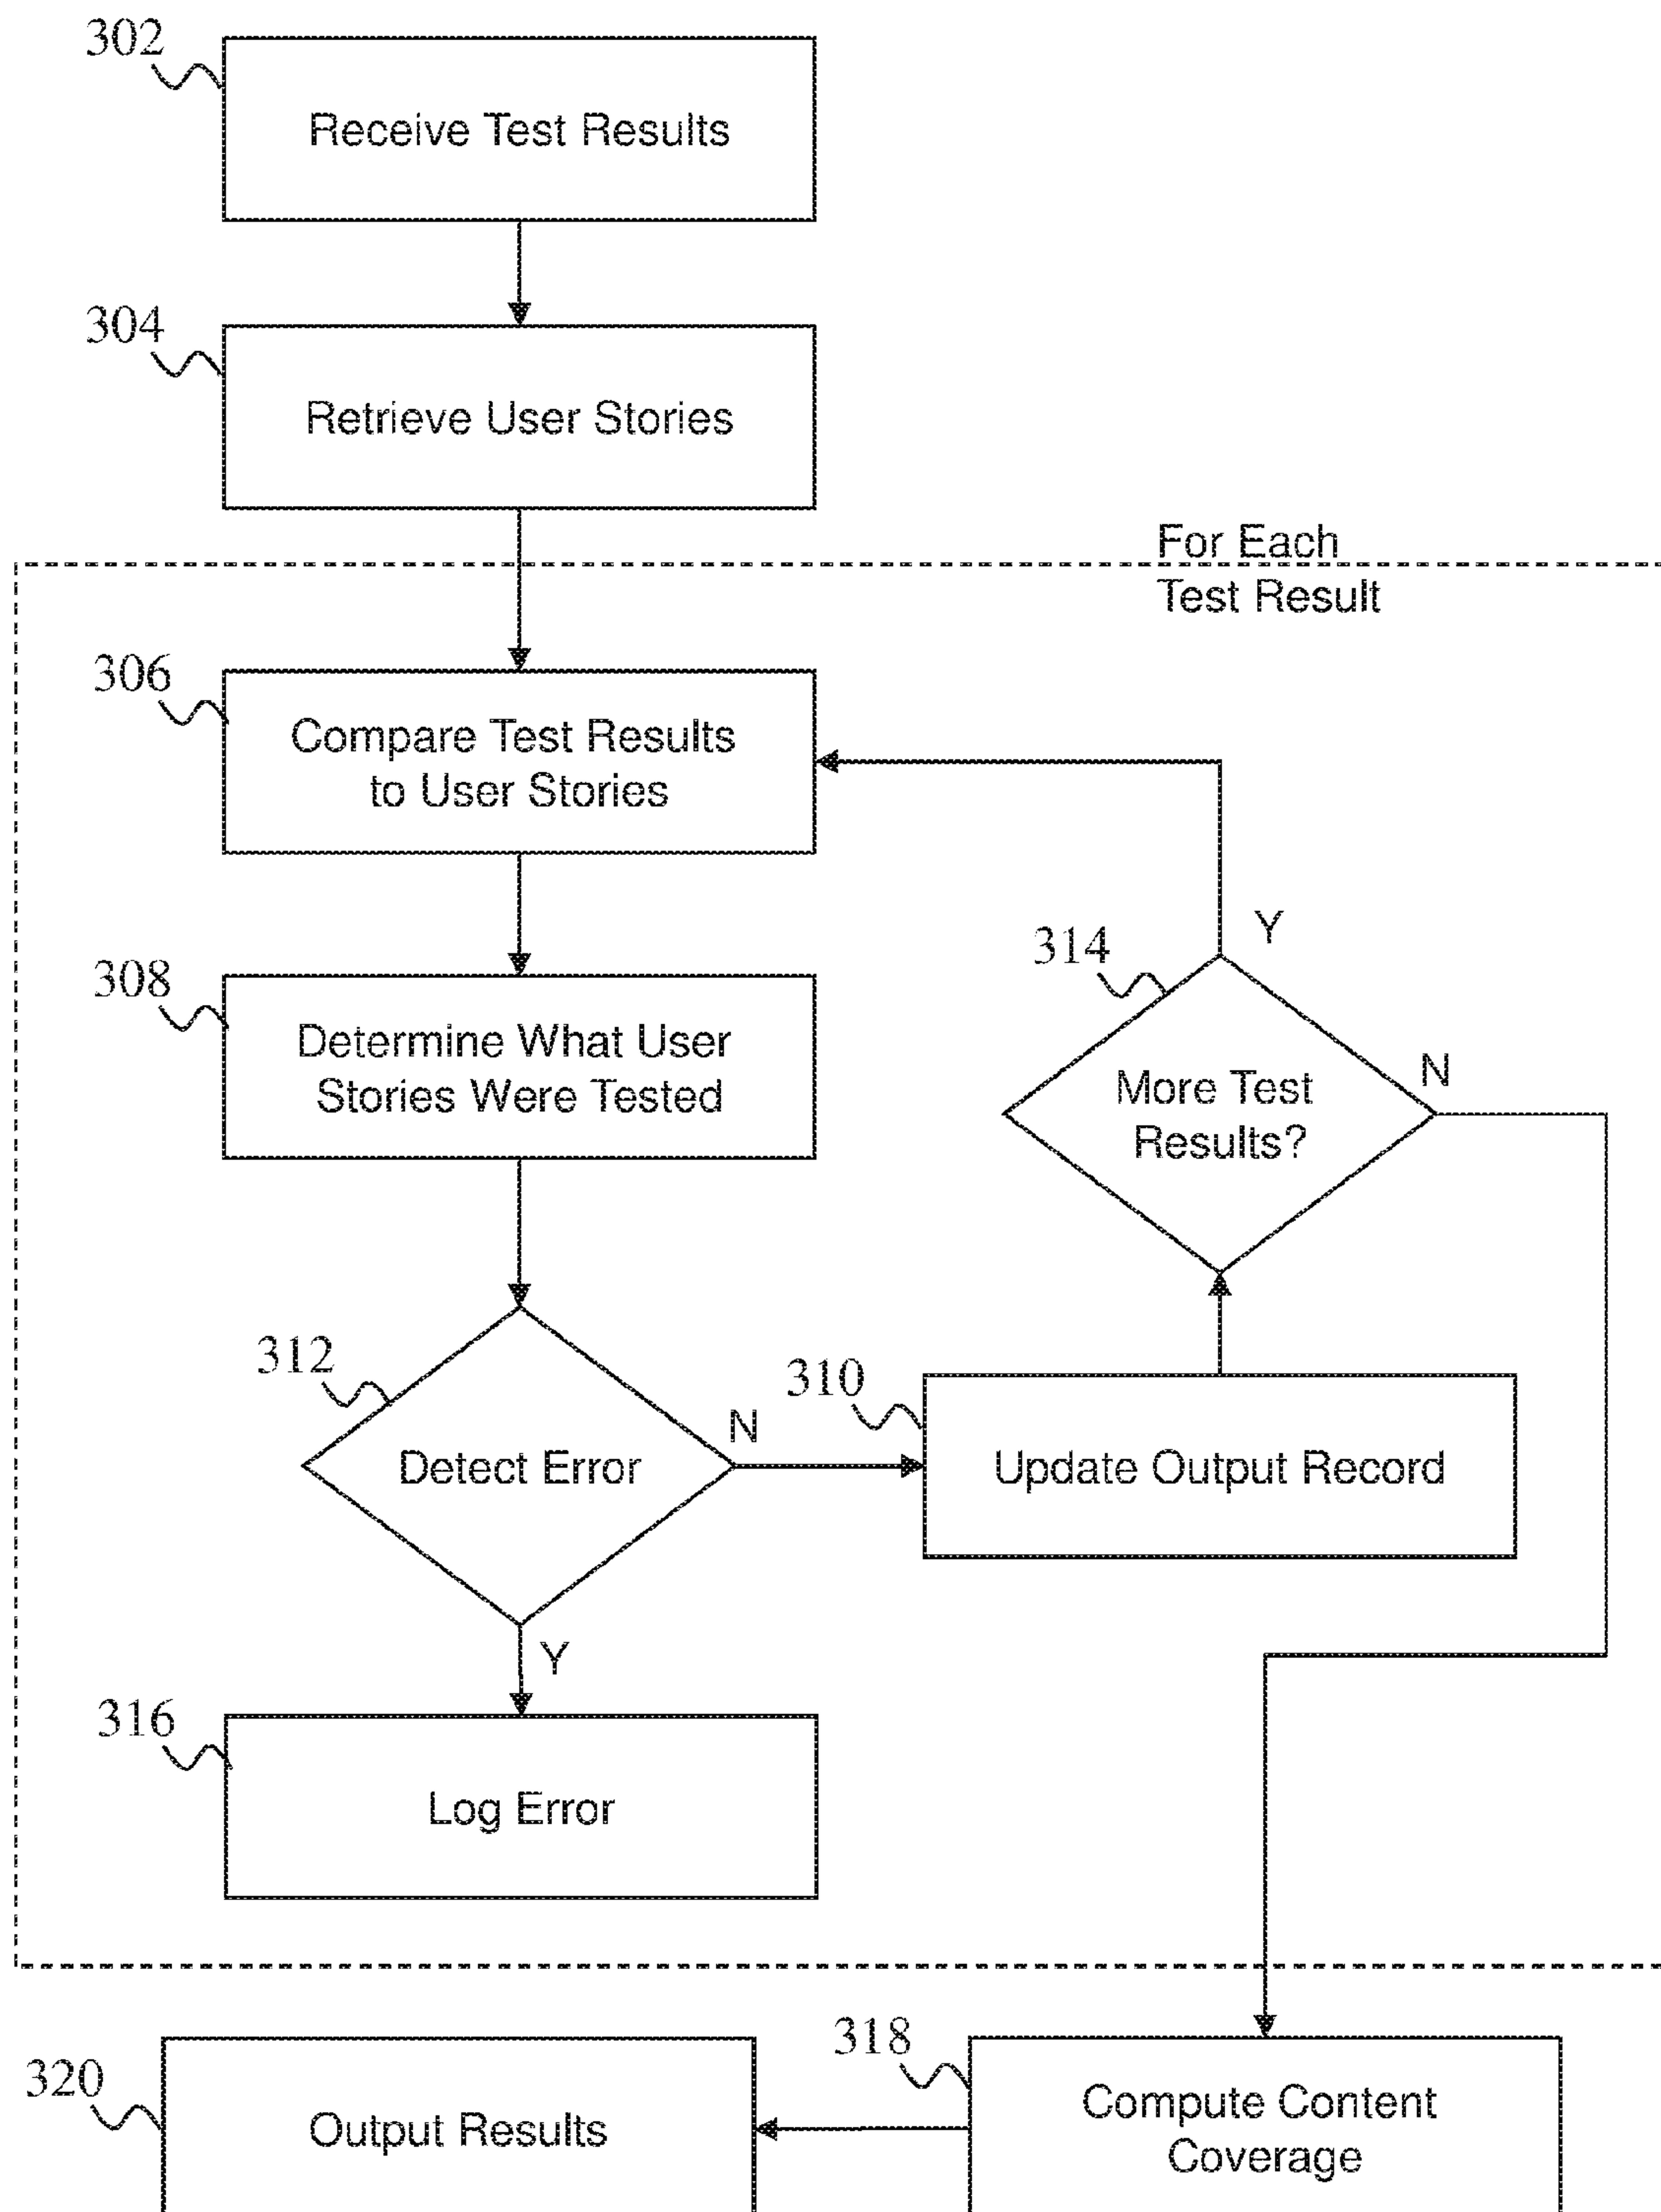 302
Receive Test Results
304
Retrieve User Stories
For Each
Test Result
306
Compare Test Results
to User Stories
308
Determine What User
Stories Were Tested
314
Y
N
More Test
Results?
312
Detect Error
N
310
Update Output Record
Y
316
Log Error
320
Output Results
318
Compute Content
Coverage